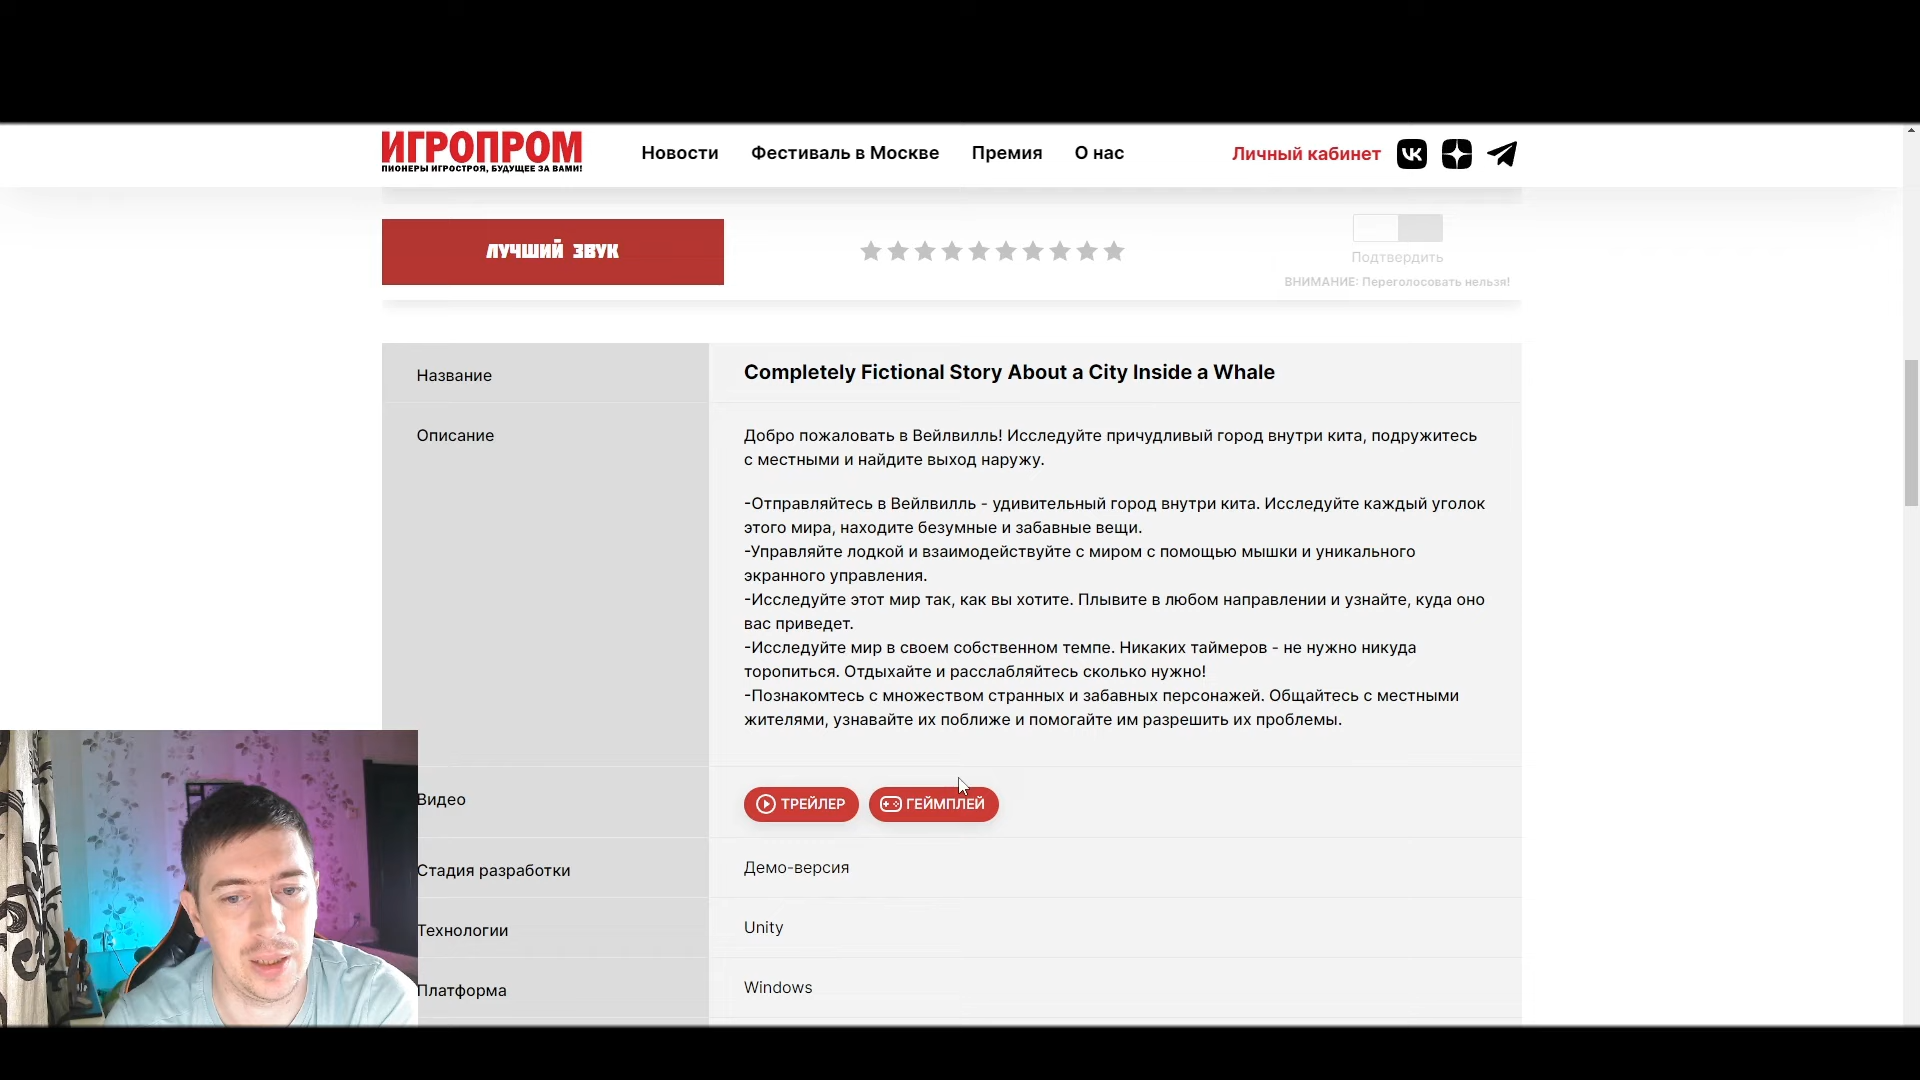 ИГРОПРОМ
ПИОНЕРЫ ИГРОСТРОЯ, БУДУЩЕЕ ЗА ВАМИ!
Новости
Фестиваль в Москве
Премия
О нас
Личный кабинет
ЛУЧШИЙ ЗВУК
Подтвердить
ВНИМАНИЕ: Переголосовать нельзя!
Название
Completely Fictional Story About a City Inside a Whale
Описание
Добро пожаловать в Вейлвилль! Исследуйте причудливый город внутри кита, подружитесь
с местными и найдите выход наружу.
-Отправляйтесь в Вейлвилль - удивительный город внутри кита. Исследуйте каждый уголок
этого мира, находите безумные и забавные вещи.
-Управляйте лодкой и взаимодействуйте с миром с помощью мышки и уникального
экранного управления.
-Исследуйте этот мир так, как вы хотите. Плывите в любом направлении и узнайте, куда оно
вас приведет.
-Исследуйте мир в своем собственном темпе. Никаких таймеров - не нужно никуда
торопиться. Отдыхайте и расслабляйтесь сколько нужно!
-Познакомтесь с множеством странных и забавных персонажей. Общайтесь с местными
жителями, узнавайте их поближе и помогайте им разрешить их проблемы.
Видео
ТРЕЙЛЕР
ГЕЙМПЛЕЙ
Стадия разработки
Демо-версия
Технологии
Unity
Платформа
Windows